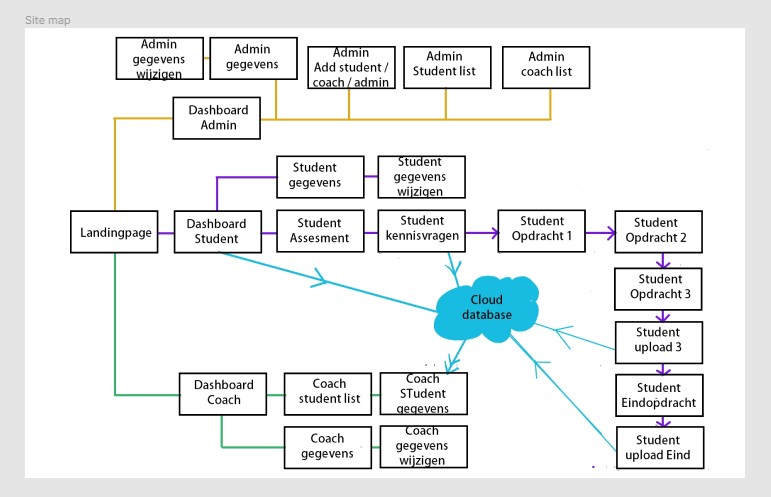 Site map
Admin
gegevens
wijzigen
Admin
gegevens
Admin
Add student /
coach / admin
Admin
Student list
Admin
coach list
Dashboard
Admin
Student
gegevens
Student
gegevens
wijzigen
Landingpage
Dashboard
Student
Student
Assesment
Student
kennisvragen
Student
Opdracht 1
Student
Opdracht 2
Student
Opdracht 3
Cloud
database
Student
upload 3
Student
Eindopdracht
Student
upload Eind
Dashboard
Coach
Coach
student list
Coach
STudent
gegevens
Coach
gegevens
Coach
gegevens
wijzigen